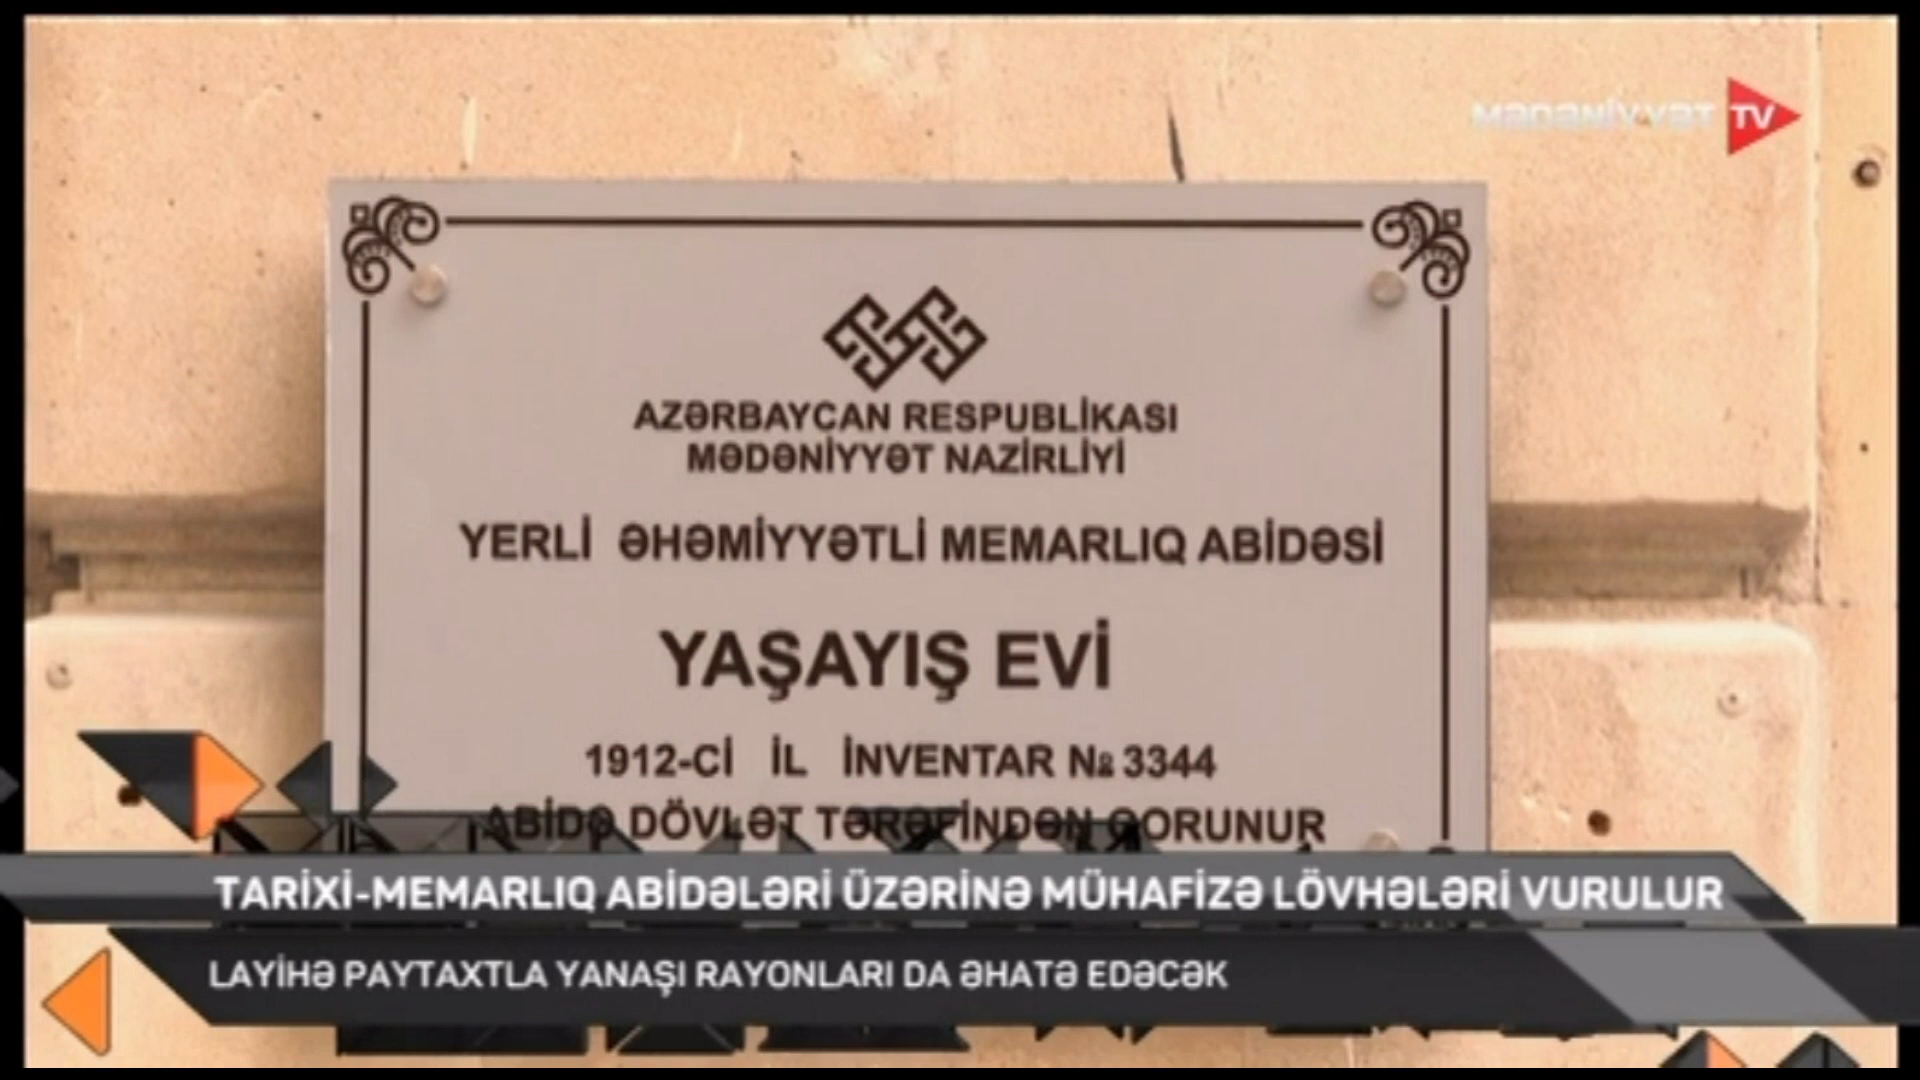 MƏDƏNİYYƏT TV
AZƏRBAYCAN RESPUBLİKASI
MƏDƏNİYYƏT NAZİRLİYİ
YERLİ ƏHƏMİYYƏTLİ MEMARLIQ ABİDƏSİ
YAŞAYIŞ EVİ
1912-Cİ İL İNVENTAR № 3344
ABİDƏ DÖVLƏT TƏRƏFİNDƏN QORUNUR
TARİXİ-MEMARLIQ ABİDƏLƏRİ ÜZƏRİNƏ MÜHAFİZƏ LÖVHƏLƏRİ VURULUR
LAYİHƏ PAYTAXTLA YANAŞI RAYONLARI DA ƏHATƏ EDƏCƏK